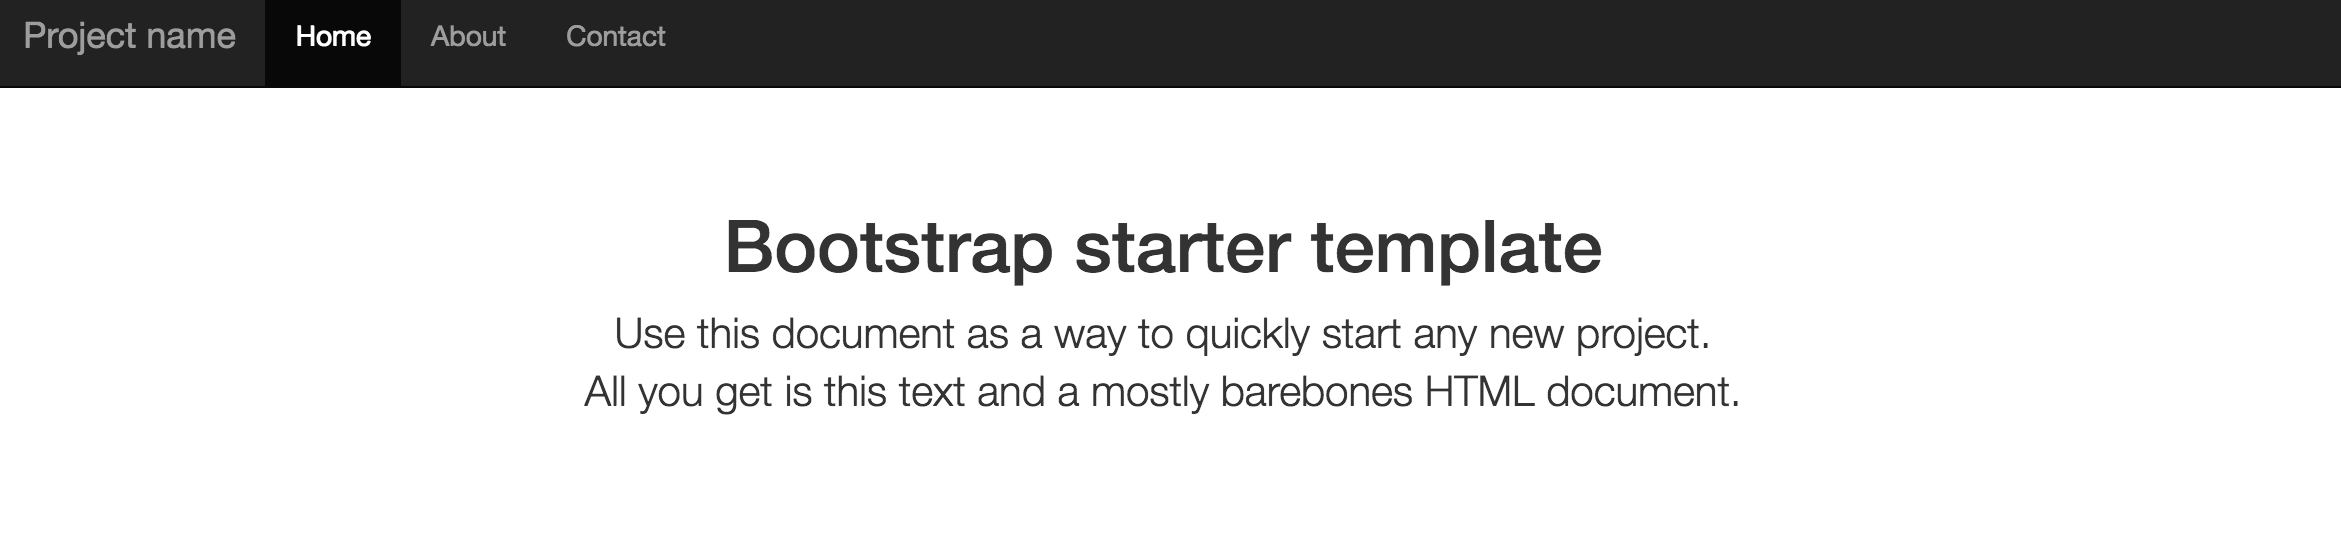 Project name Home About Contact
Bootstrap starter template
Use this document as a way to quickly start any new project.
All you get is this text and a mostly barebones HTML document.